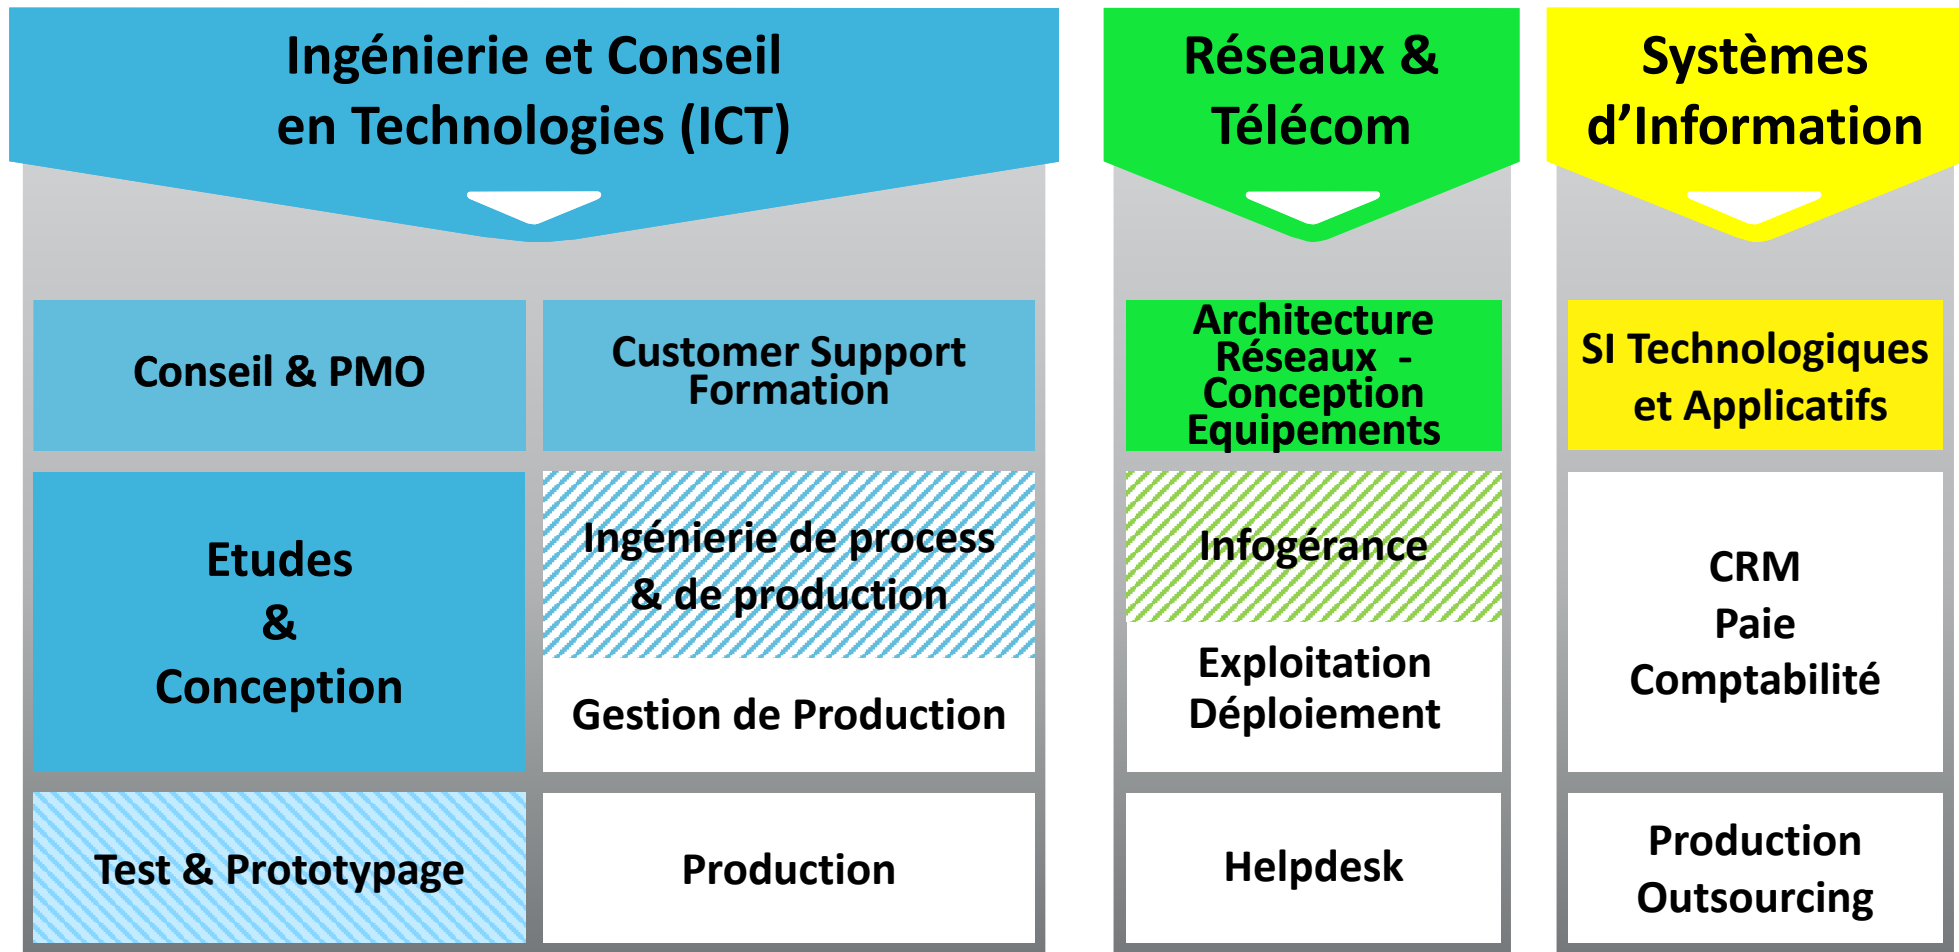 Ingénierie et Conseil
en Technologies (ICT)
Réseaux &
Télécom
Systèmes
d’Information
Conseil & PMO
Customer Support
Formation
Architecture
Réseaux -
Conception
Equipements
SI Technologiques
et Applicatifs
Etudes
&
Conception
Ingénierie de process
& de production
Gestion de Production
Infogérance
Exploitation
Déploiement
CRM
Paie
Comptabilité
Test & Prototypage
Production
Helpdesk
Production
Outsourcing